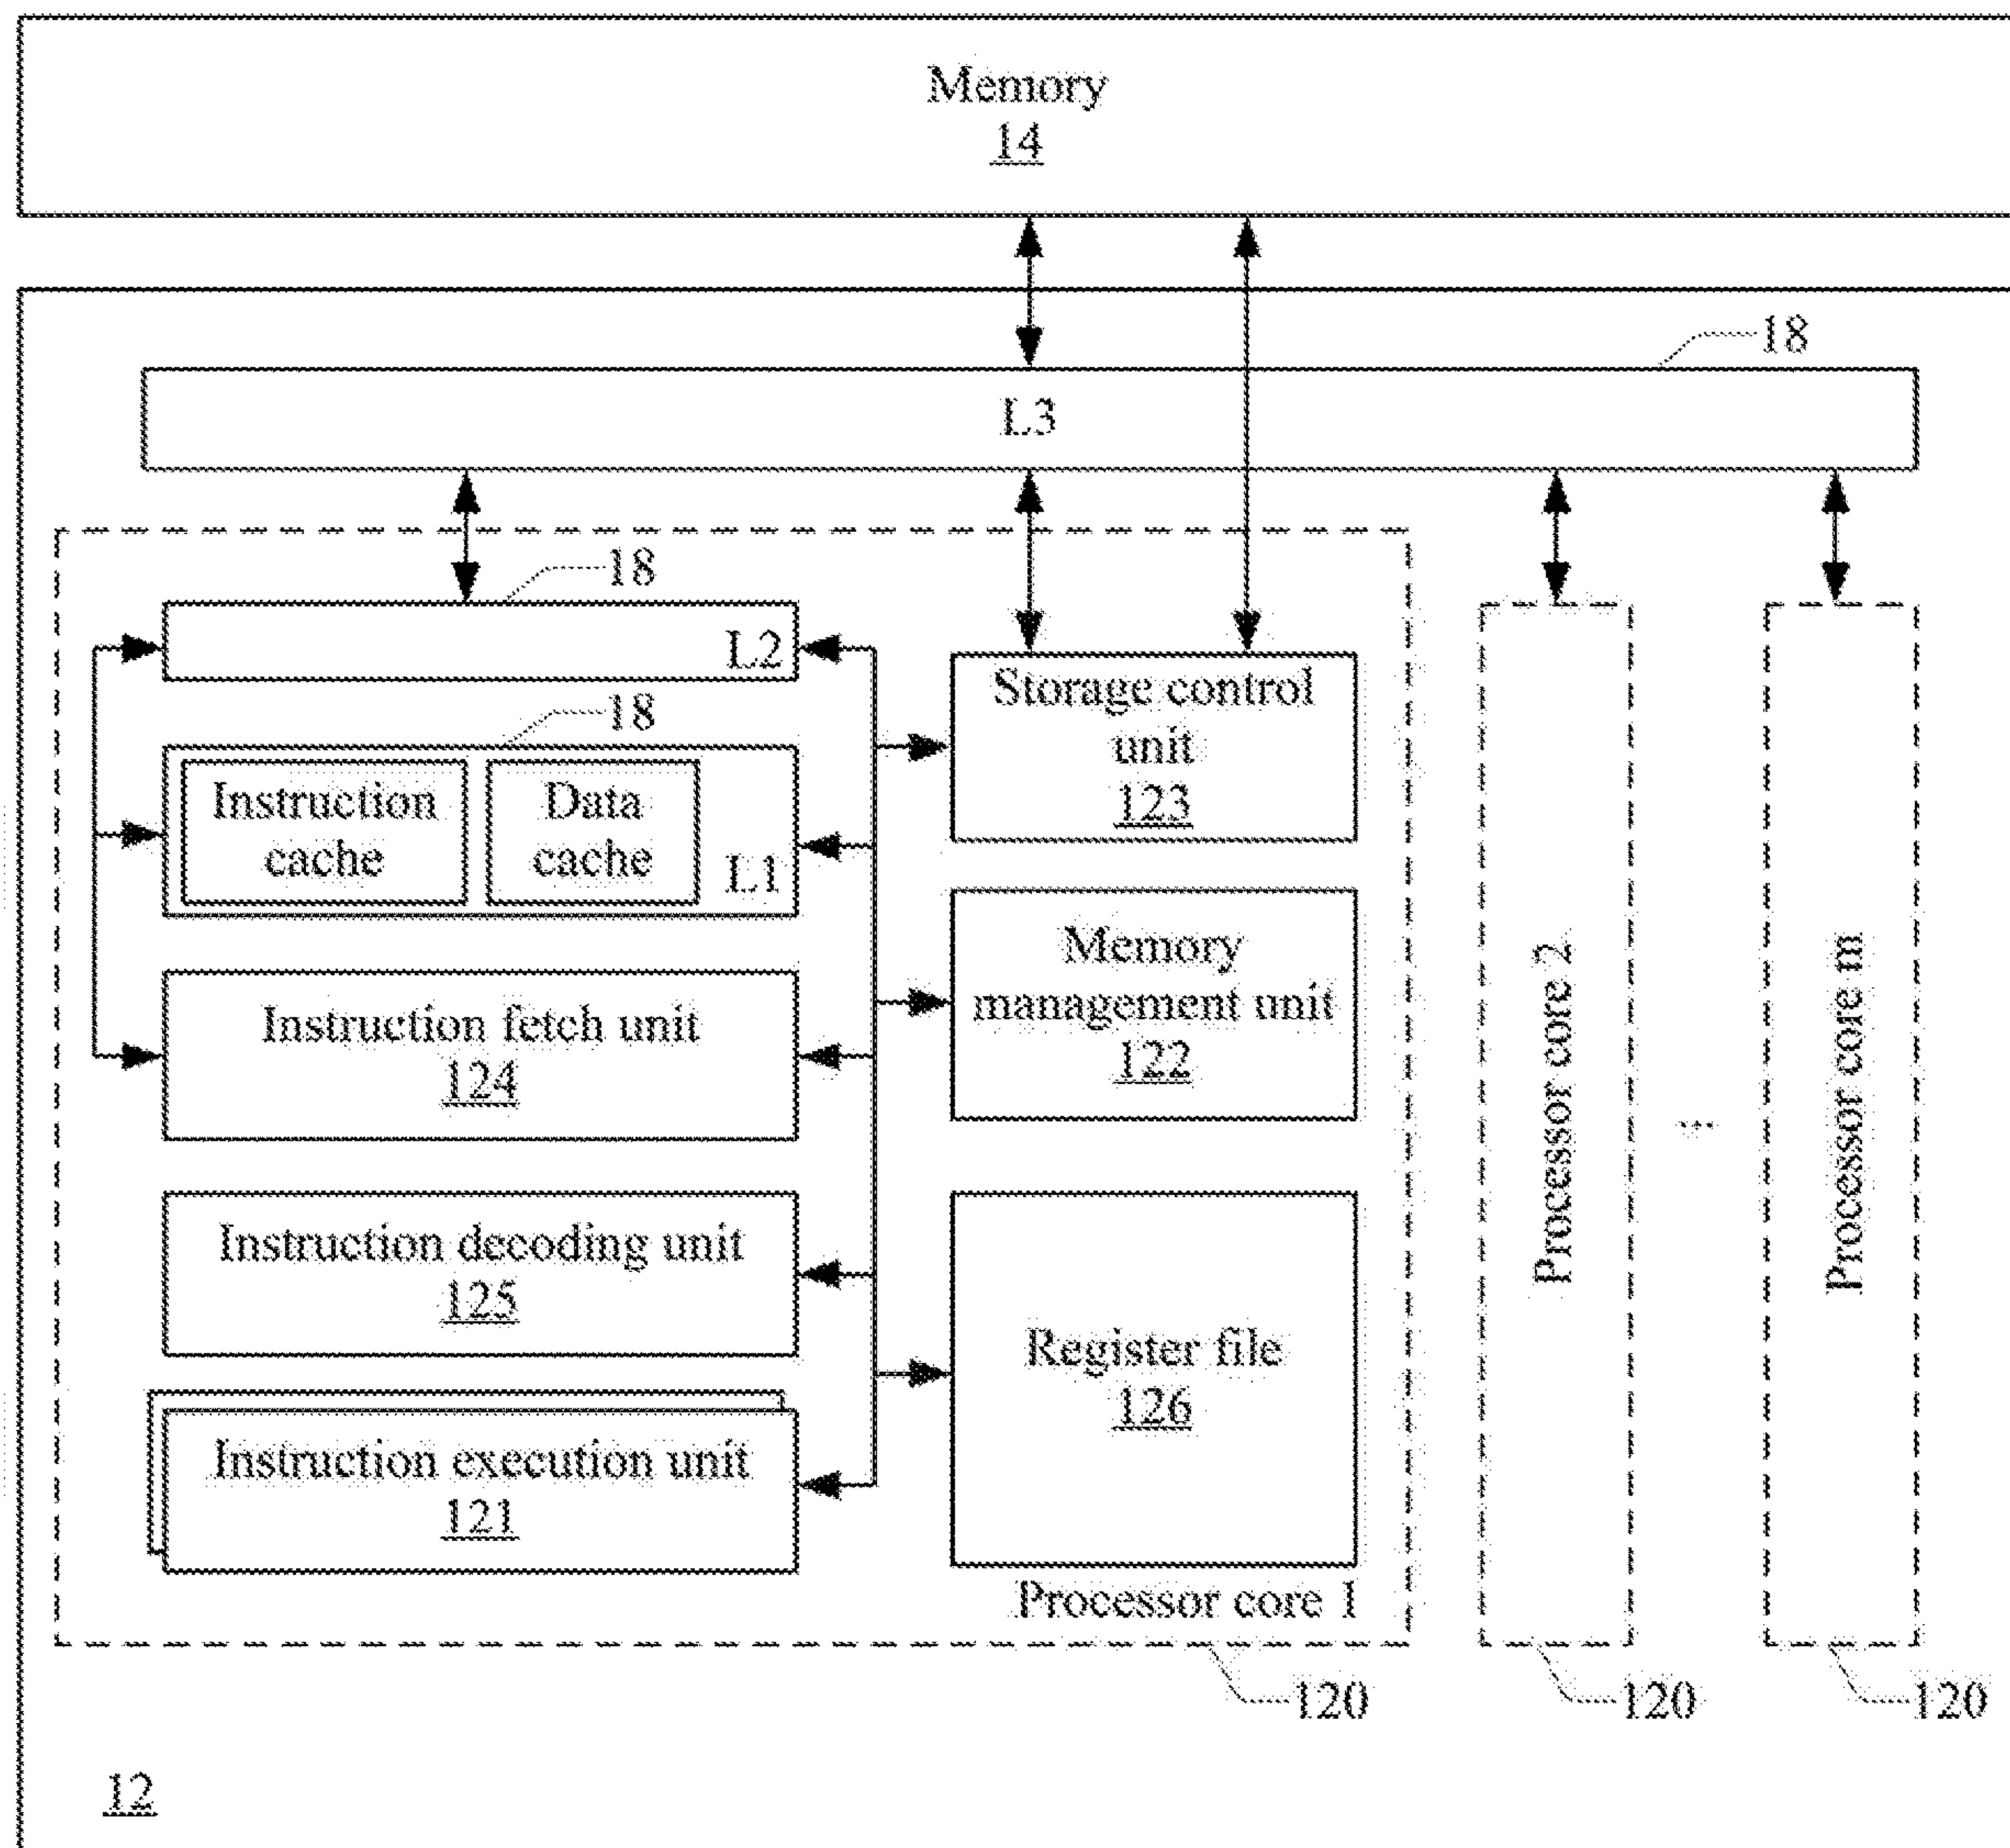 Memory
14
18
L3
18
L2
18
Instruction
cache
Data
cache
L1
Storage control
unit
123
Memory
management unit
122
Instruction fetch unit
124
Instruction decoding unit
125
Instruction execution unit
121
Register file
126
Processor core 1
Processor core 2
...
Processor core m
120
120
120
12